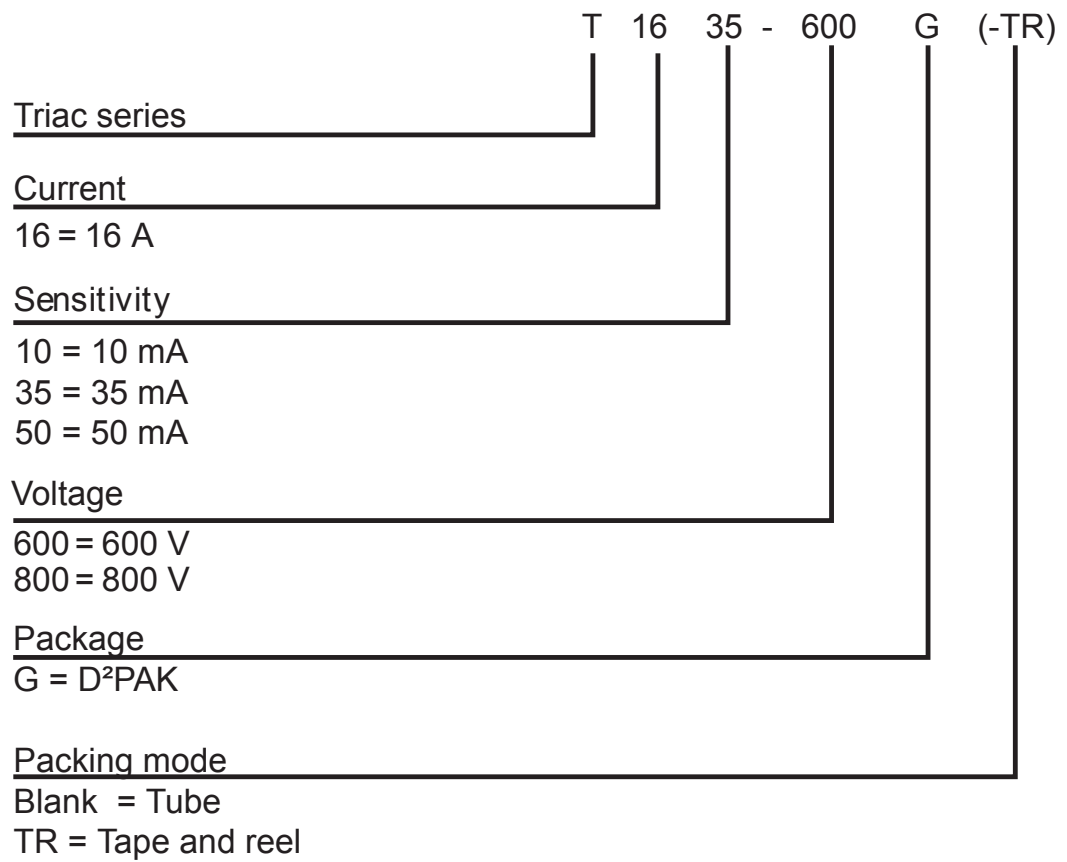 T 16 35 - 600 G (-TR)
Triac series
Current
16 = 16 A
Sensitivity
10 = 10 mA
35 = 35 mA
50 = 50 mA
Voltage
600 = 600 V
800 = 800 V
Package
G = D²PAK
Packing mode
Blank = Tube
TR = Tape and reel